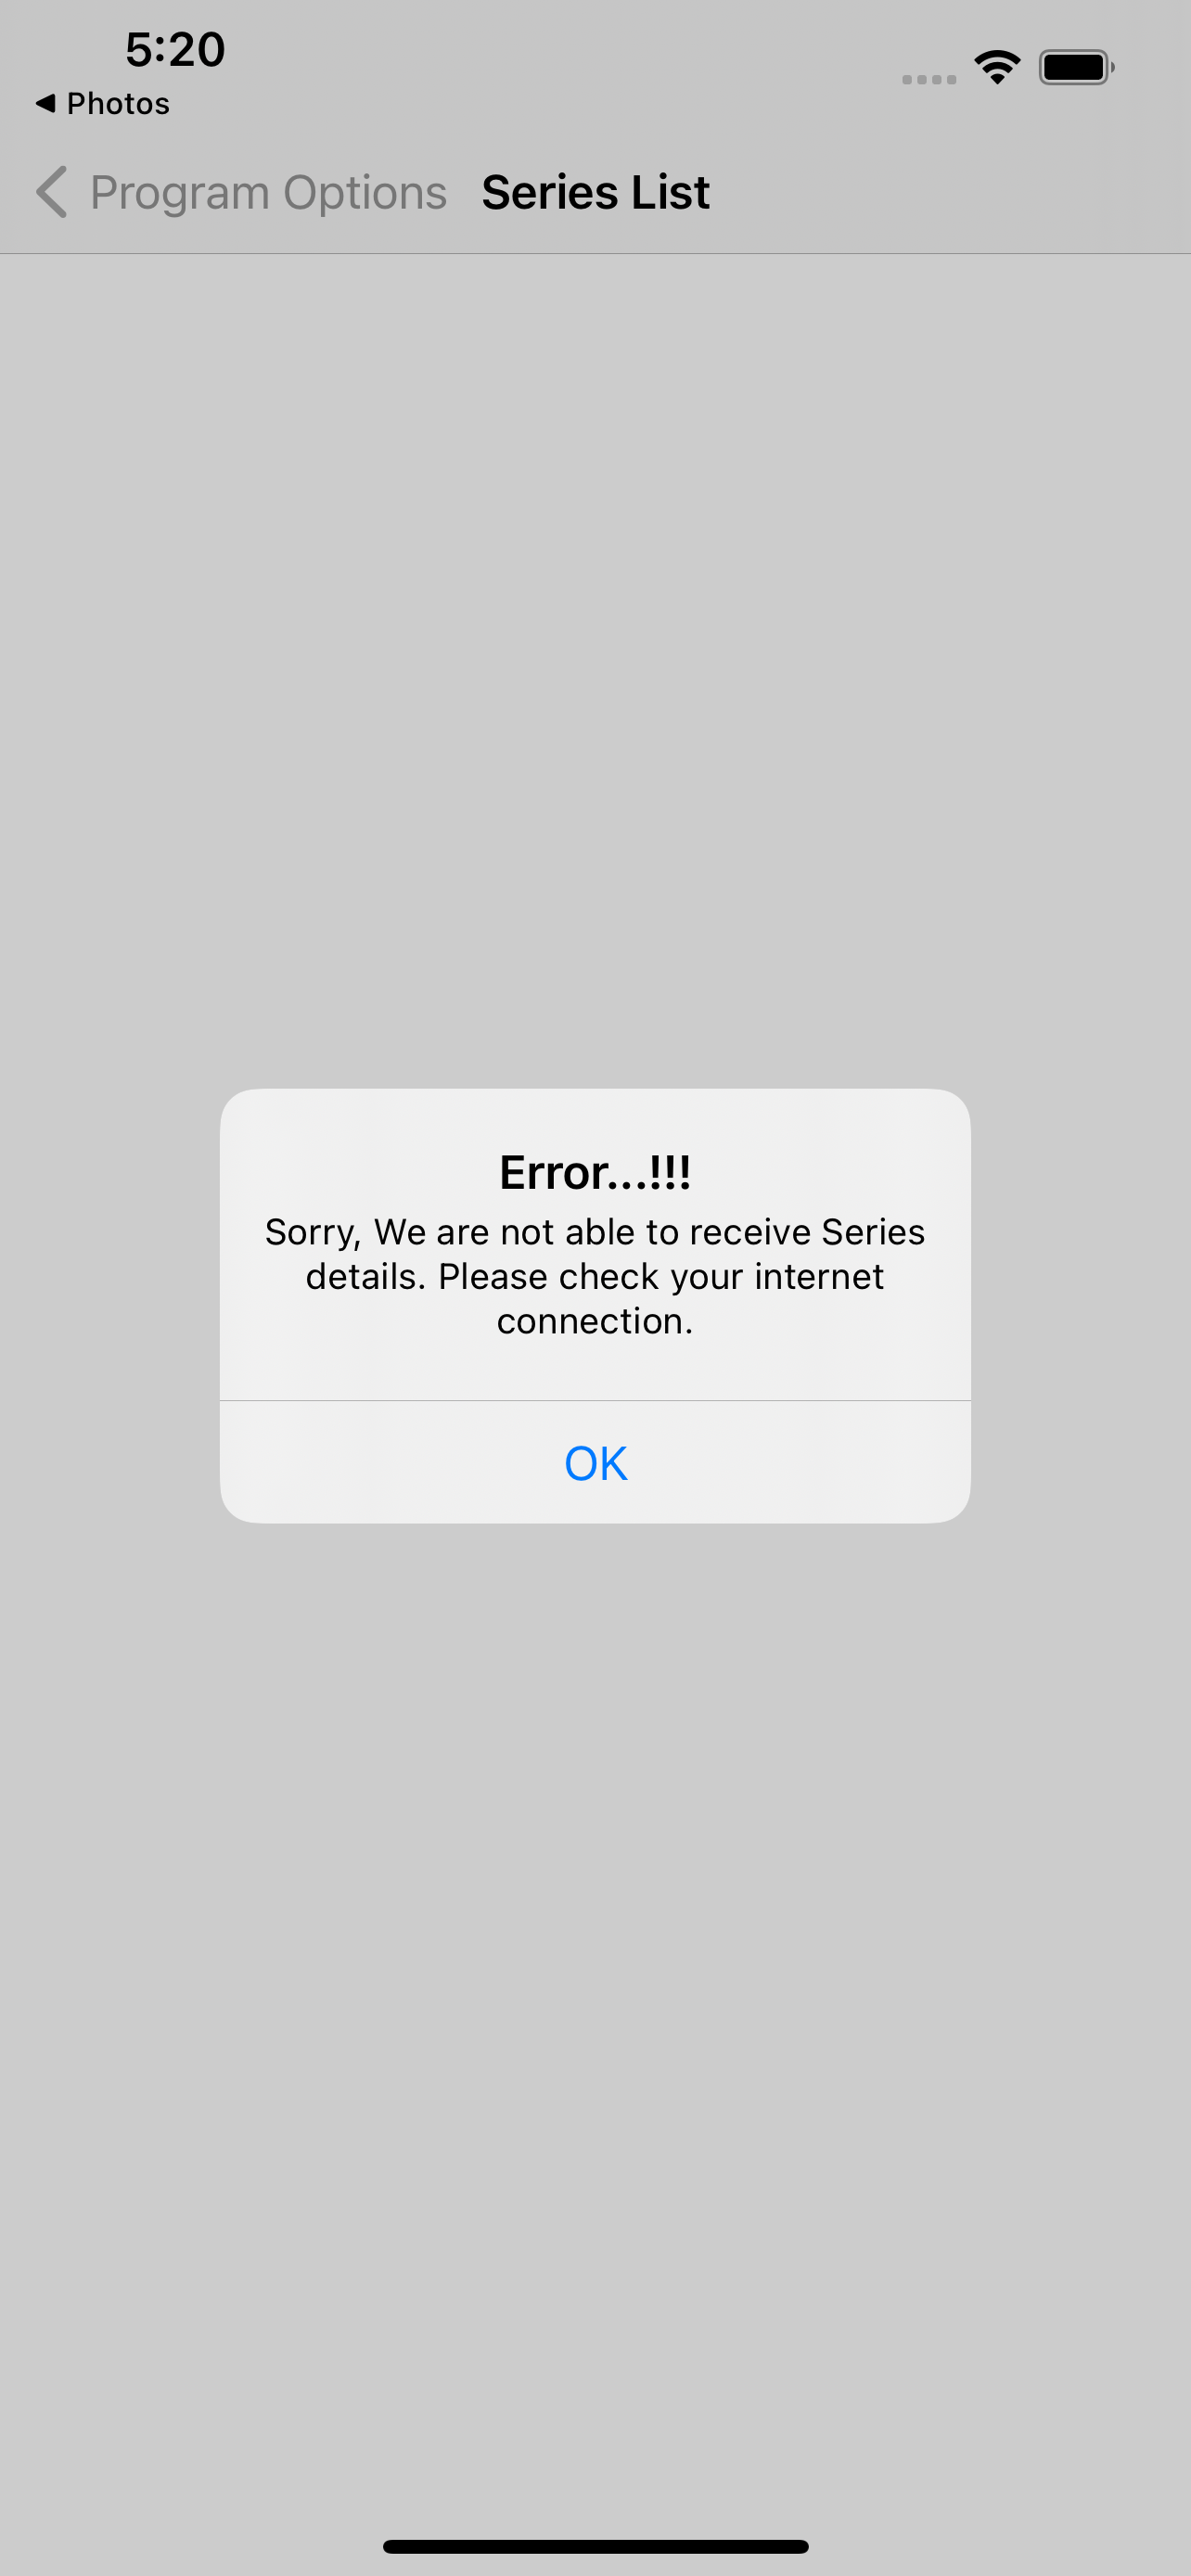 5:20
Photos
Program Options Series List
Error...!!!
Sorry, We are not able to receive Series
details. Please check your internet
connection.
OK